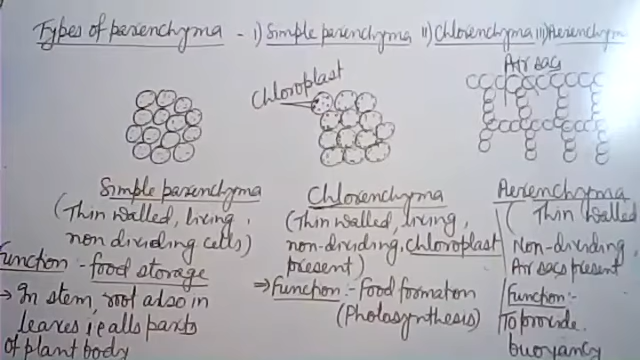 Types of parenchyma - i) Simple parenchyma ii) Chlorenchyma iii) Aerenchym
Chloroplast
Air sacs
Simple parenchyma
(Thin walled, living,
non dividing cells)
Function - food storage
→ In stem, root also in
leaves i.e alls parts
of plant body
Chlorenchyma
(Thin walled, living,
non-dividing, chloroplast
present)
⇒ Function:- Food formation
(Photosynthesis)
Aerenchyma
(Thin walled
Non-dividing,
Air sacs present
Function:-
To provide
buoyancy